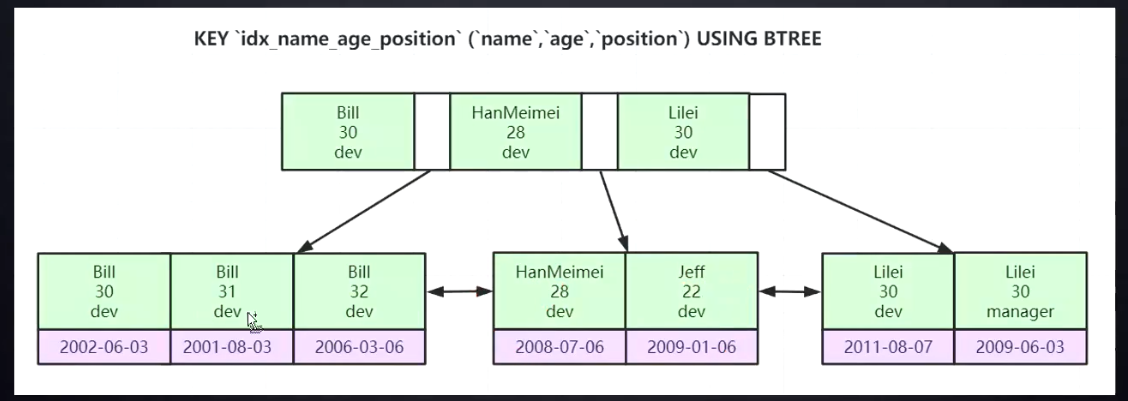 KEY `idx_name_age_position` (`name`,`age`,`position`) USING BTREE
Bill
30
dev
HanMeimei
28
dev
Lilei
30
dev
Bill
30
dev
2002-06-03
Bill
31
dev
2001-08-03
Bill
32
dev
2006-03-06
HanMeimei
28
dev
2008-07-06
Jeff
22
dev
2009-01-06
Lilei
30
dev
2011-08-07
Lilei
30
manager
2009-06-03